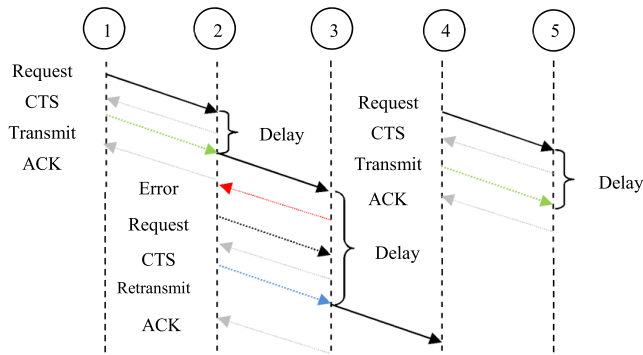 1 2 3 4 5
Request
CTS
Transmit
ACK
Delay
Error
Request
CTS
Retransmit
ACK
Delay
Request
CTS
Transmit
ACK
Delay